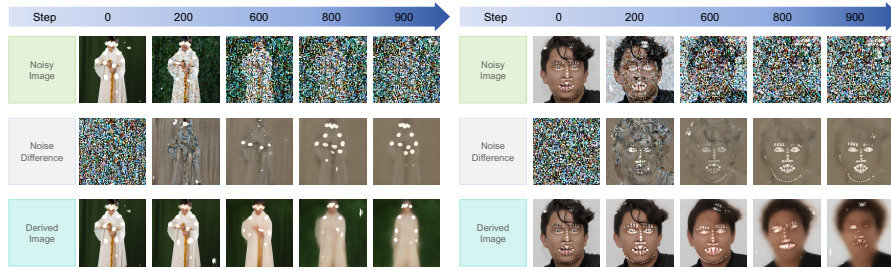 Step 0 200 600 800 900
Noisy
Image
Noise
Difference
Derived
Image
Step 0 200 600 800 900
Noisy
Image
Noise
Difference
Derived
Image